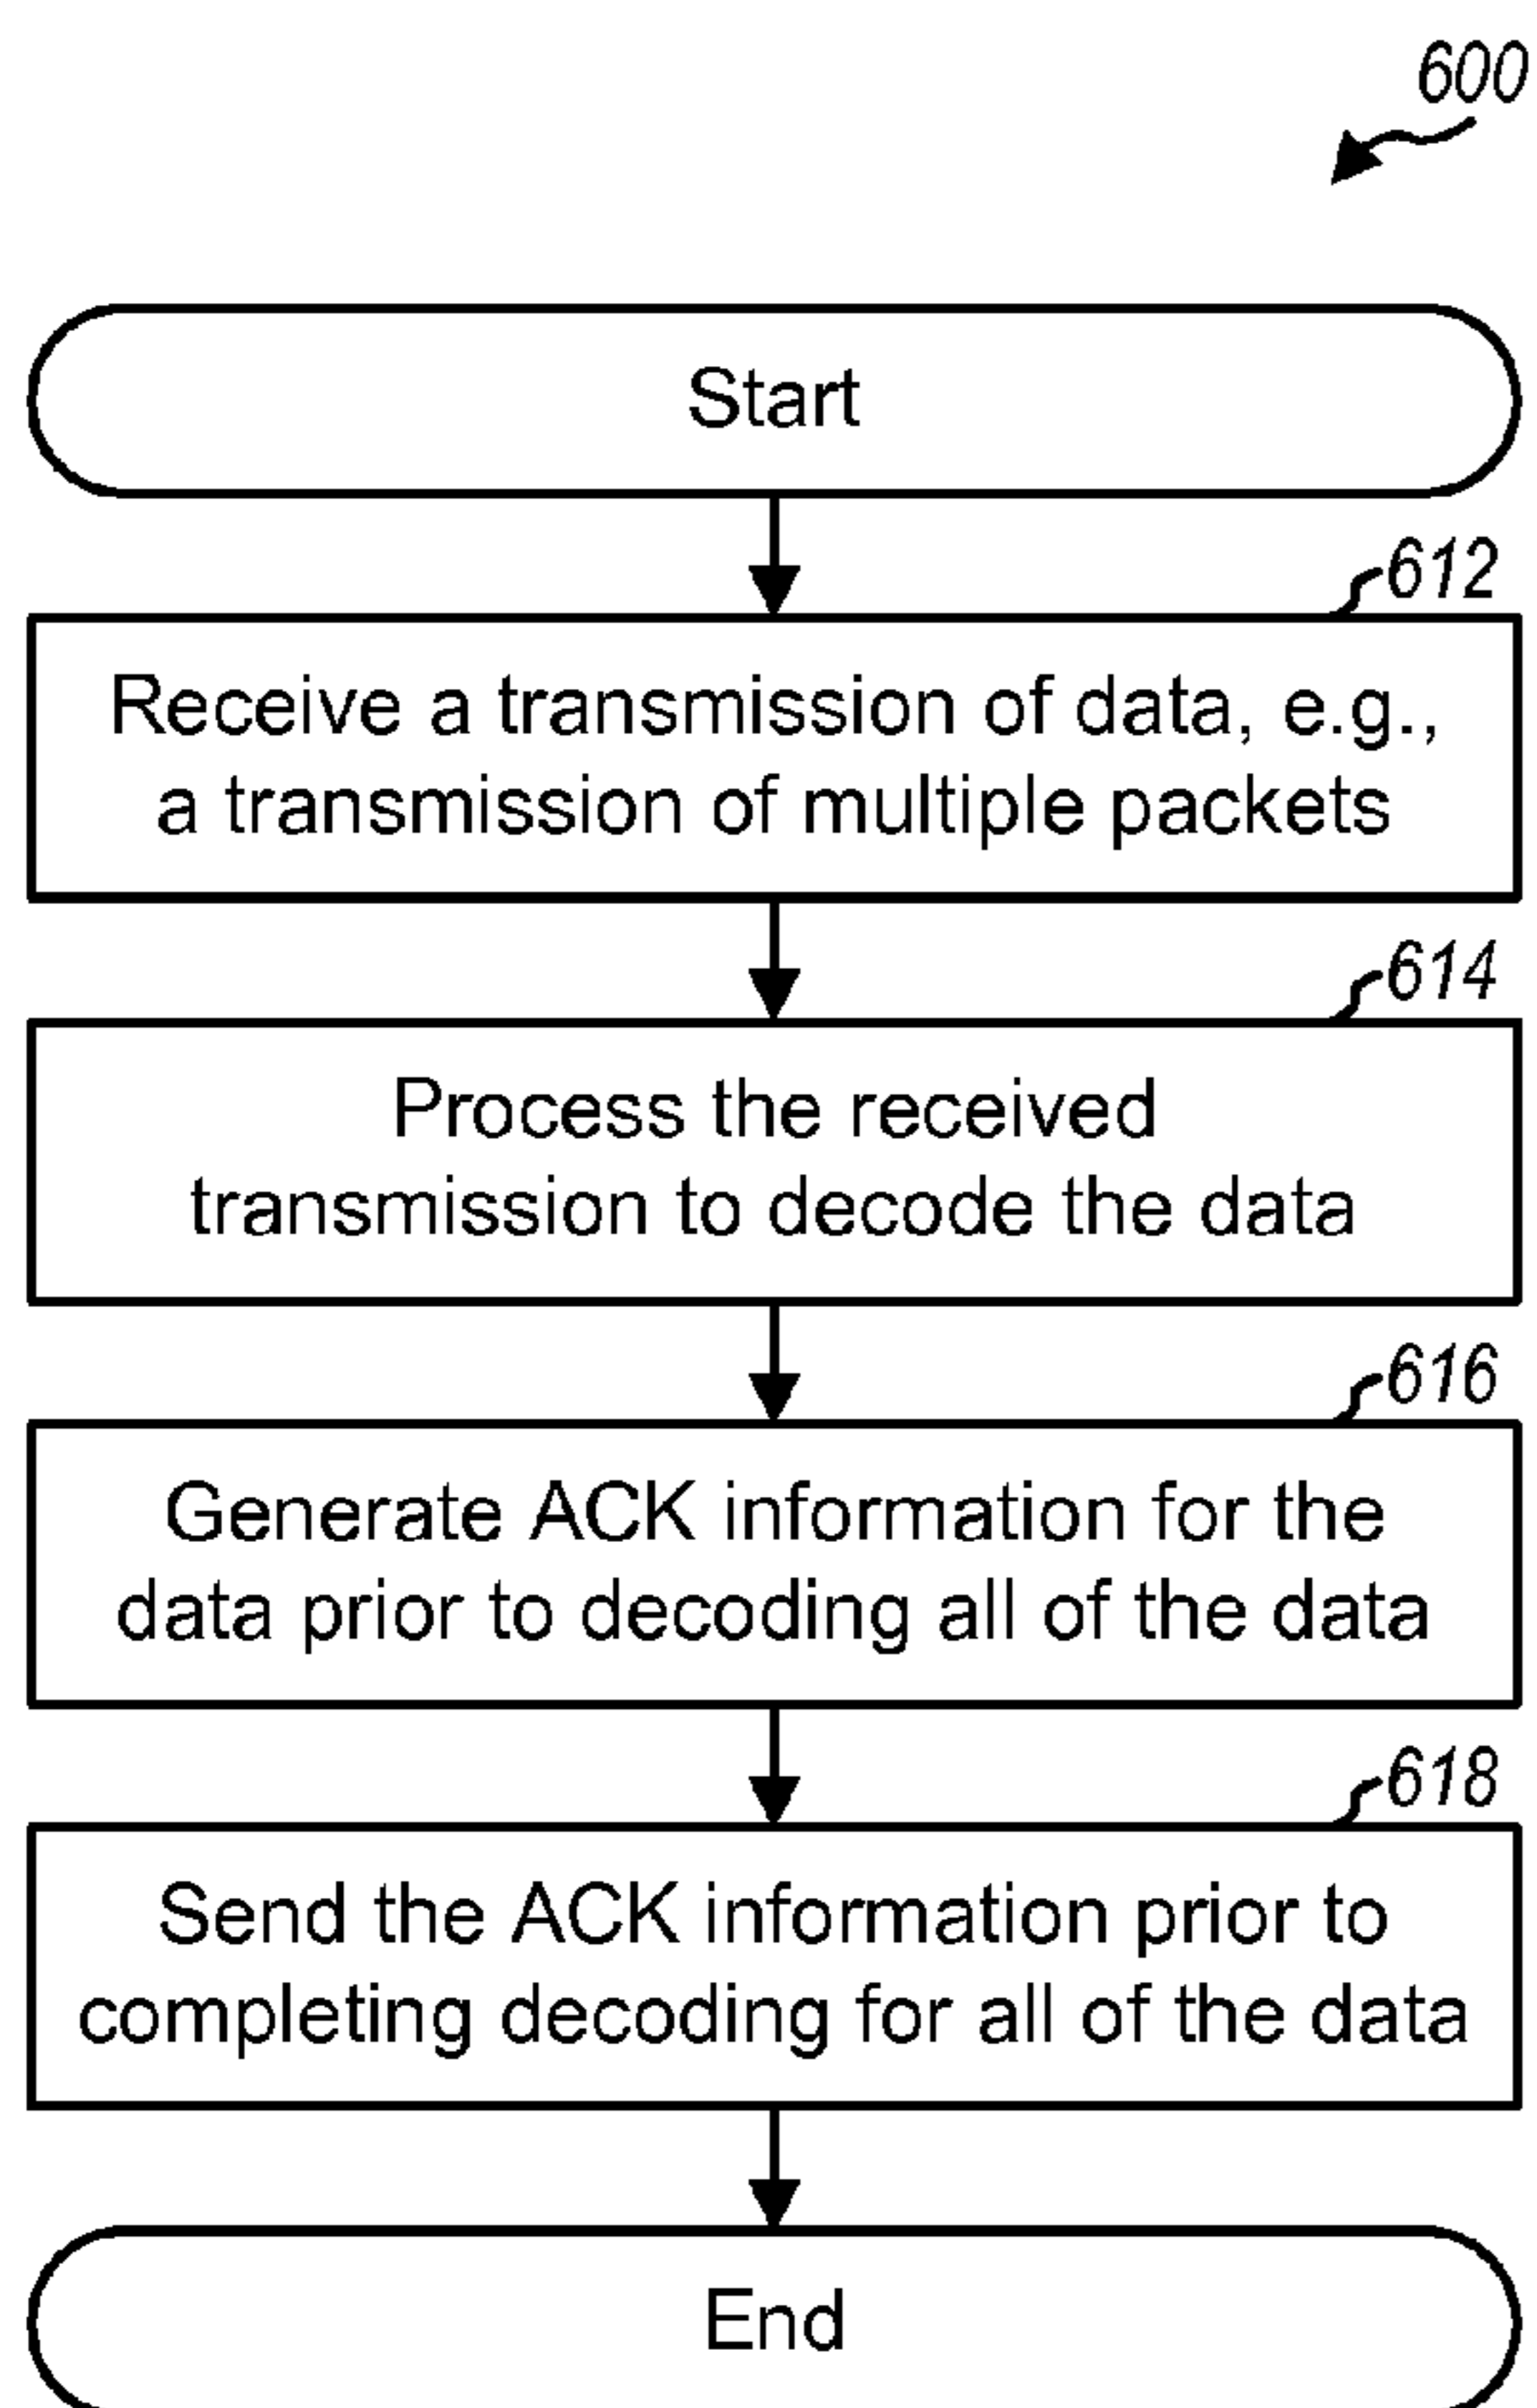 600
Start
612
Receive a transmission of data, e.g.,
a transmission of multiple packets
614
Process the received
transmission to decode the data
616
Generate ACK information for the
data prior to decoding all of the data
618
Send the ACK information prior to
completing decoding for all of the data
End